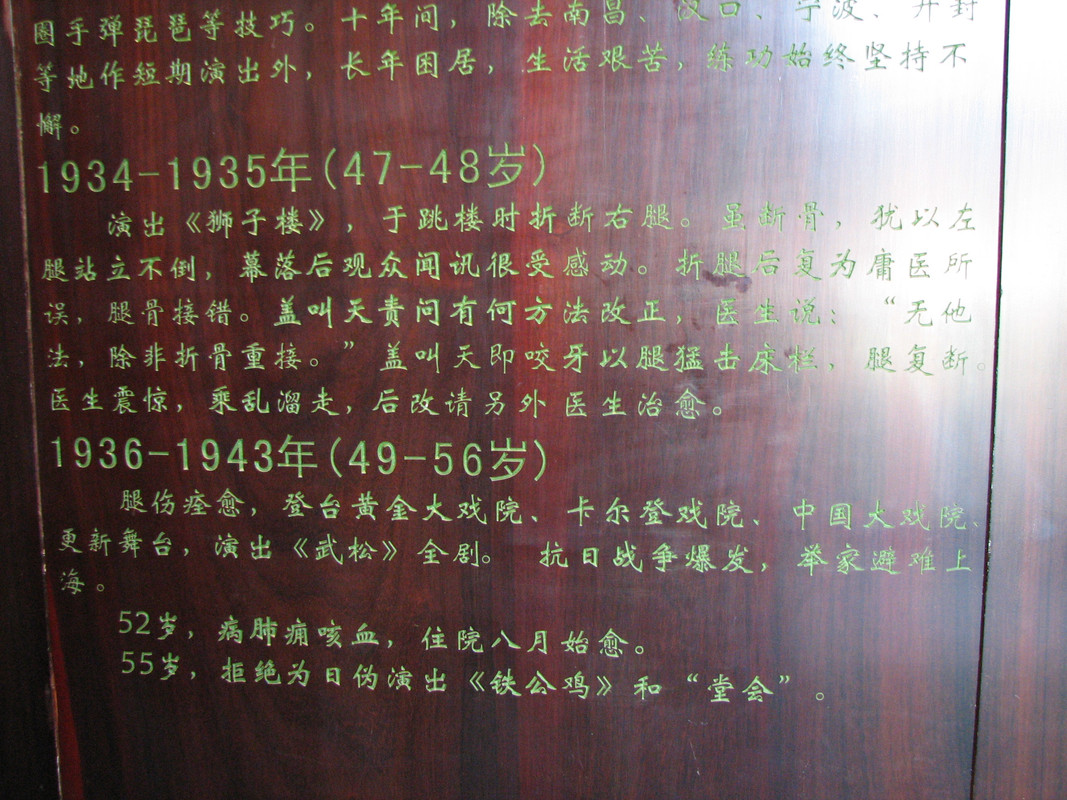 圈手弹琵琶等技巧。十年间，除去南昌、汉口、宁波、开封
等地作短期演出外，长年困居，生活艰苦，练功始终坚持不
懈。
1934-1935年(47-48岁)
演出《狮子楼》，于跳楼时折断右腿。虽断骨，犹以左
腿站立不倒，幕落后观众闻讯很受感动。折腿后复为庸医所
误，腿骨接错。盖叫天责问有何方法改正，医生说：“无他
法，除非折骨重接。”盖叫天即咬牙以腿猛击床栏，腿复断。
医生震惊，乘乱溜走，后改请另外医生治愈。
1936-1943年(49-56岁)
腿伤痊愈，登台黄金大戏院、卡尔登戏院、中国大戏院、
更新舞台，演出《武松》全剧。抗日战争爆发，举家避难上
海。
52岁，病肺痈咳血，住院八月始愈。
55岁，拒绝为日伪演出《铁公鸡》和“堂会”。